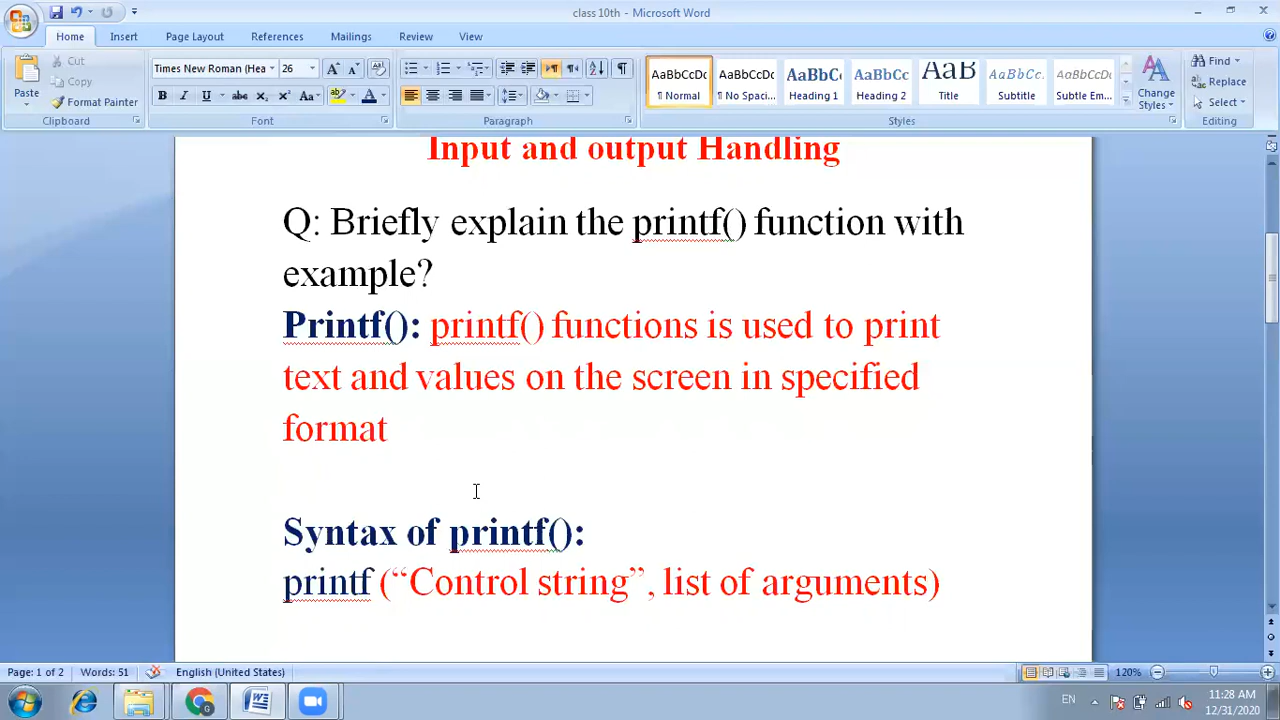 class 10th - Microsoft Word
Home Insert Page Layout References Mailings Review View
Cut
Copy
Format Painter
Paste
Clipboard
Times New Roman (Hea 26
B I U abc x₂ x² Aa
Font
Paragraph
AaBbCcDc AaBbCcDc AaBbC AaBbCc AaB AaBbCc. AaBbCcDc
¶ Normal ¶ No Spaci... Heading 1 Heading 2 Title Subtitle Subtle Em...
Change
Styles
Styles
Find
Replace
Select
Editing
Input and output Handling
Q: Briefly explain the printf() function with
example?
Printf(): printf() functions is used to print
text and values on the screen in specified
format
Syntax of printf():
printf (“Control string”, list of arguments)
Page: 1 of 2 Words: 51 English (United States) 120%
EN 11:28 AM
12/31/2020